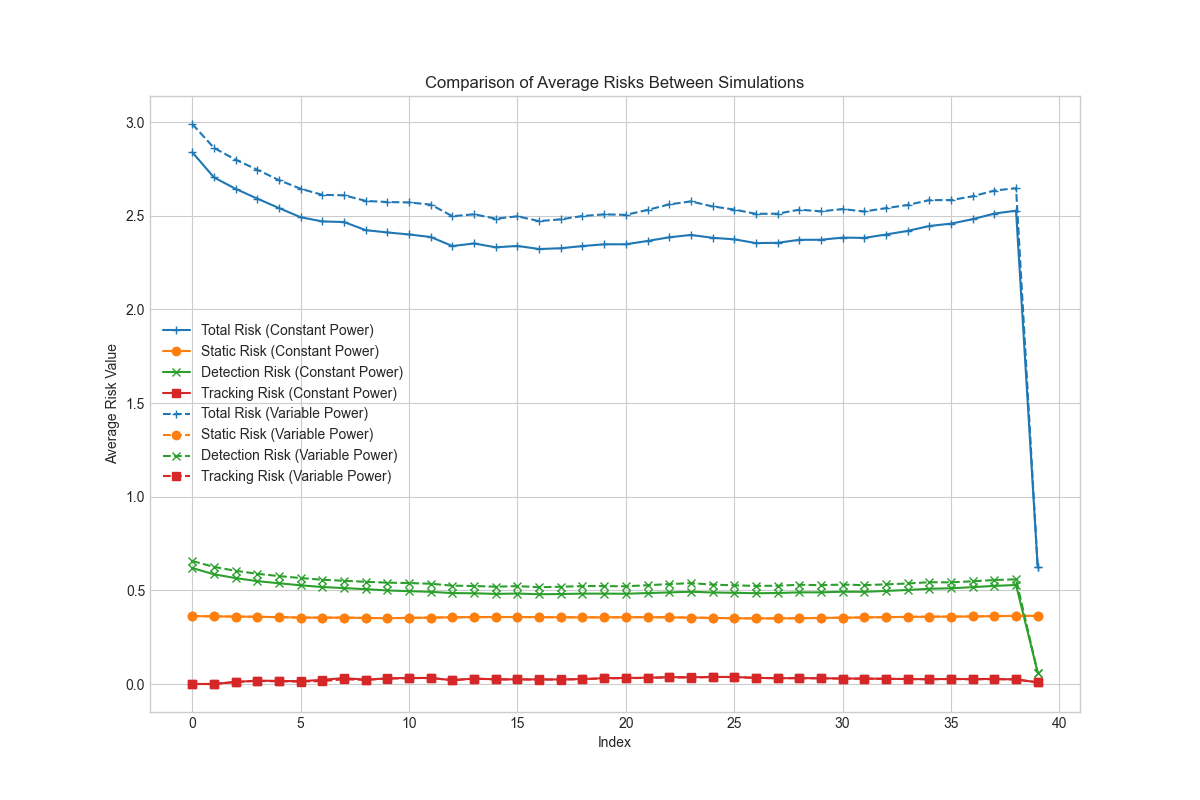 Comparison of Average Risks Between Simulations
3.0
2.5
2.0
1.5
1.0
0.5
0.0
Average Risk Value
Total Risk (Constant Power)
Static Risk (Constant Power)
Detection Risk (Constant Power)
Tracking Risk (Constant Power)
Total Risk (Variable Power)
Static Risk (Variable Power)
Detection Risk (Variable Power)
Tracking Risk (Variable Power)
0 5 10 15 20 25 30 35 40
Index